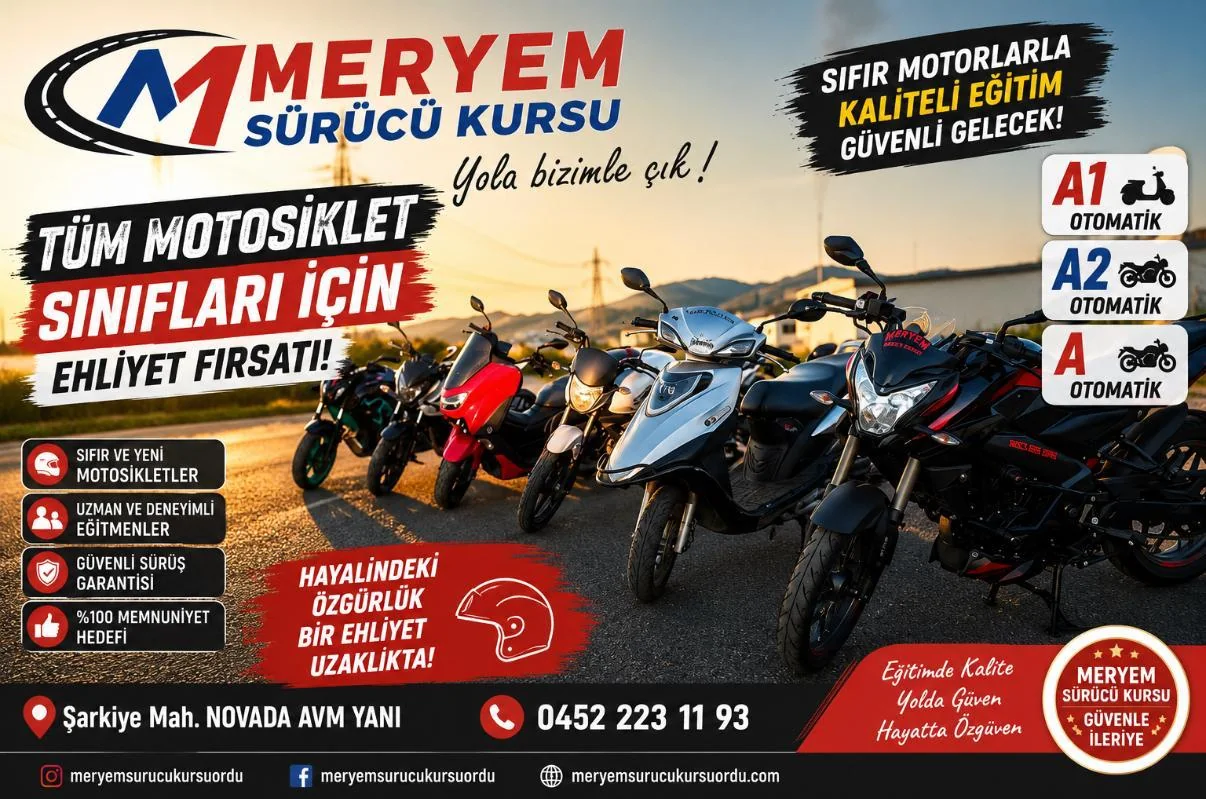 MERYEM
SÜRÜCÜ KURSU
Yola bizimle çık !
SIFIR MOTORLARLA
KALİTELİ EĞİTİM
GÜVENLİ GELECEK!
TÜM MOTOSİKLET
SINIFLARI İÇİN
EHLİYET FIRSATI!
A1
OTOMATİK
A2
OTOMATİK
A
OTOMATİK
MERYEM
SIFIR VE YENİ
MOTOSİKLETLER
UZMAN VE DENEYİMLİ
EĞİTMENLER
GÜVENLİ SÜRÜŞ
GARANTİSİ
%100 MEMNUNİYET
HEDEFİ
HAYALİNDEKİ
ÖZGÜRLÜK
BİR EHLİYET
UZAKLIKTA!
Eğitimde Kalite
Yolda Güven
Hayatta Özgüven
MERYEM
SÜRÜCÜ KURSU
GÜVENLE
İLERİYE
Şarkiye Mah. NOVADA AVM YANI
0452 223 11 93
meryemsurucukursuordu
meryemsurucukursuordu
meryemsurucukursuordu.com